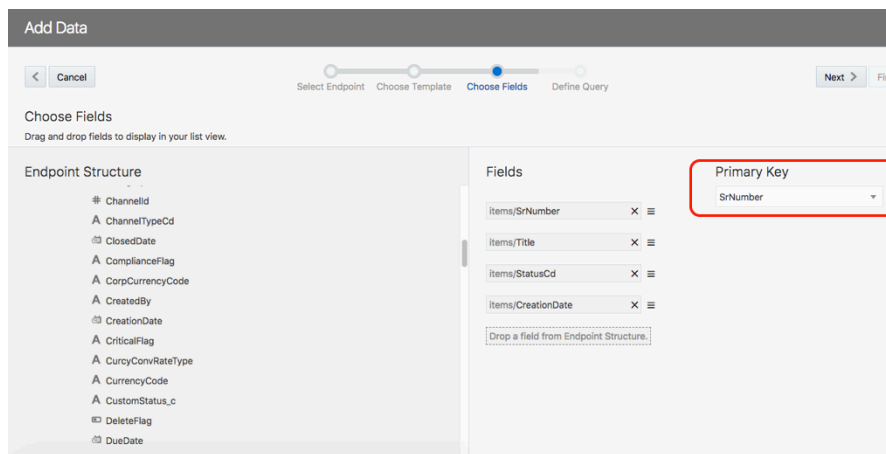 Add Data
Cancel
Select Endpoint Choose Template Choose Fields Define Query
Next
Choose Fields
Drag and drop fields to display in your list view.
Endpoint Structure
ChannelId
ChannelTypeCd
ClosedDate
ComplianceFlag
CorpCurrencyCode
CreatedBy
CreationDate
CriticalFlag
CurcyConvRateType
CurrencyCode
CustomStatus_c
DeleteFlag
DueDate
Fields
items/SrNumber
items/Title
items/StatusCd
items/CreationDate
Drop a field from Endpoint Structure.
Primary Key
SrNumber